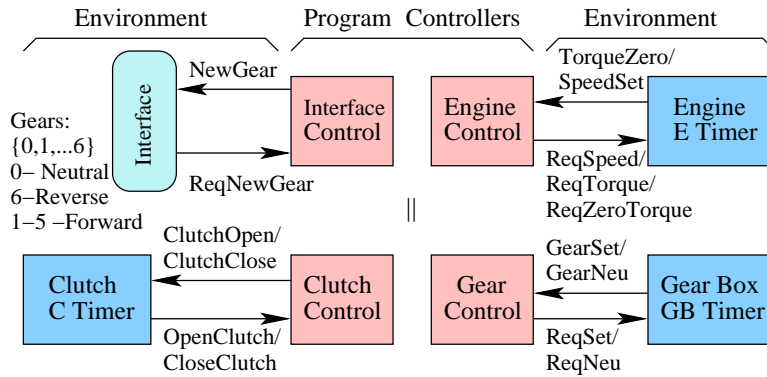 Environment
Program Controllers
Environment
NewGear
Interface
Interface
Control
ReqNewGear
Gears:
{0,1,...6}
0– Neutral
6–Reverse
1–5 –Forward
TorqueZero/
SpeedSet
Engine
Control
Engine
E Timer
ReqSpeed/
ReqTorque/
ReqZeroTorque
||
ClutchOpen/
ClutchClose
Clutch
C Timer
Clutch
Control
OpenClutch/
CloseClutch
GearSet/
GearNeu
Gear
Control
Gear Box
GB Timer
ReqSet/
ReqNeu